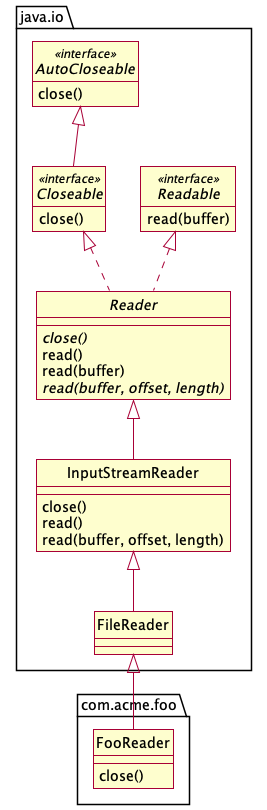 java.io
«interface»
AutoCloseable
close()
«interface»
Closeable
close()
«interface»
Readable
read(buffer)
Reader
close()
read()
read(buffer)
read(buffer, offset, length)
InputStreamReader
close()
read()
read(buffer, offset, length)
FileReader
com.acme.foo
FooReader
close()